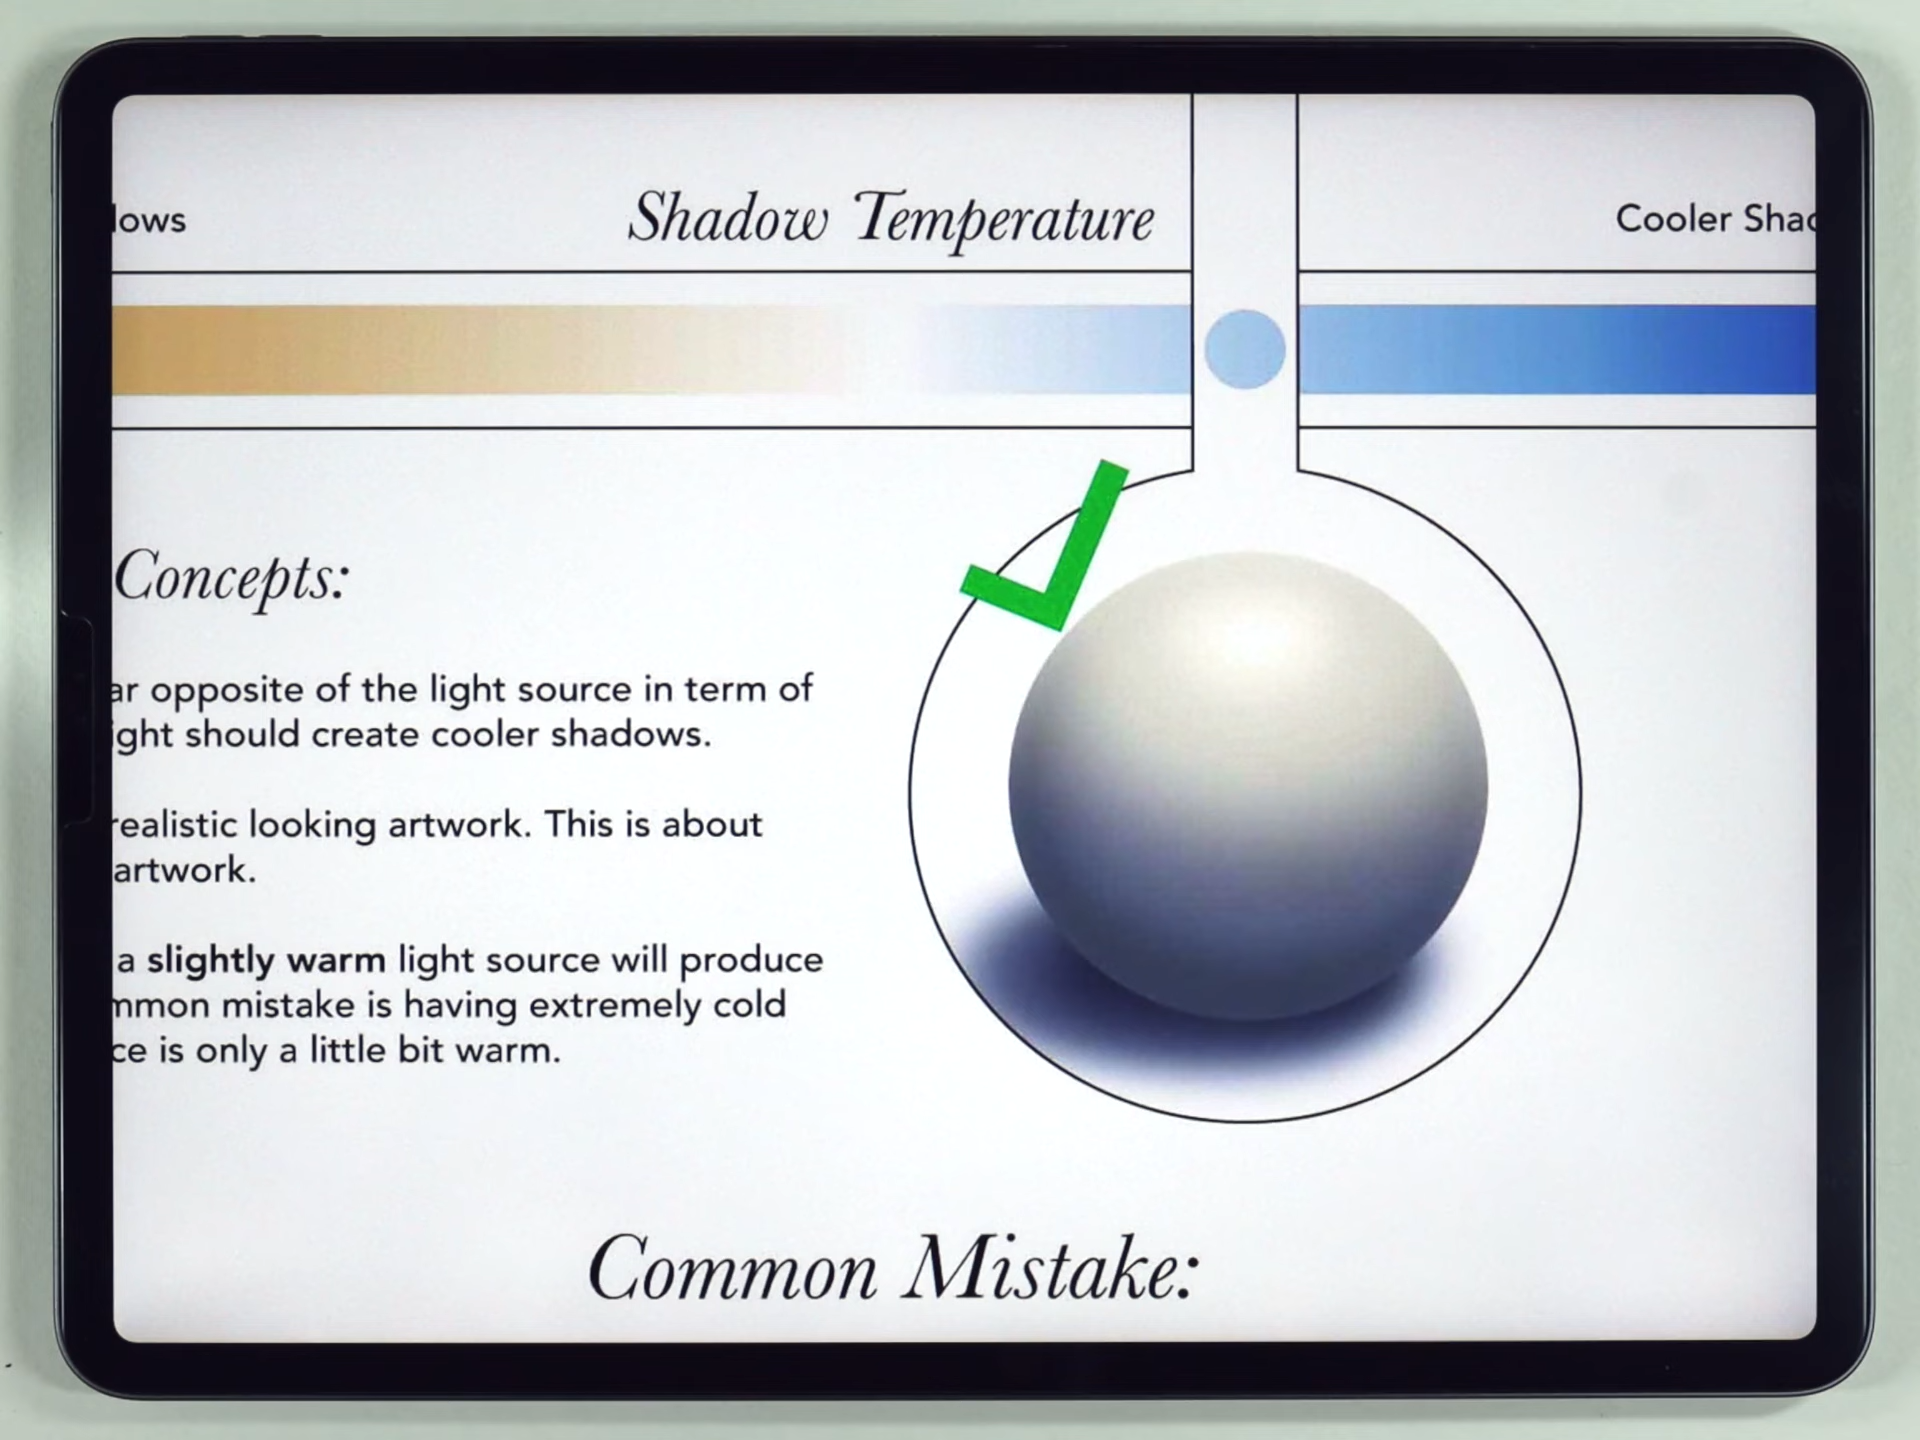 lows
Shadow Temperature
Cooler Shad
Concepts:
ar opposite of the light source in term of
ight should create cooler shadows.
realistic looking artwork. This is about
artwork.
a slightly warm light source will produce
mmon mistake is having extremely cold
ce is only a little bit warm.
Common Mistake: